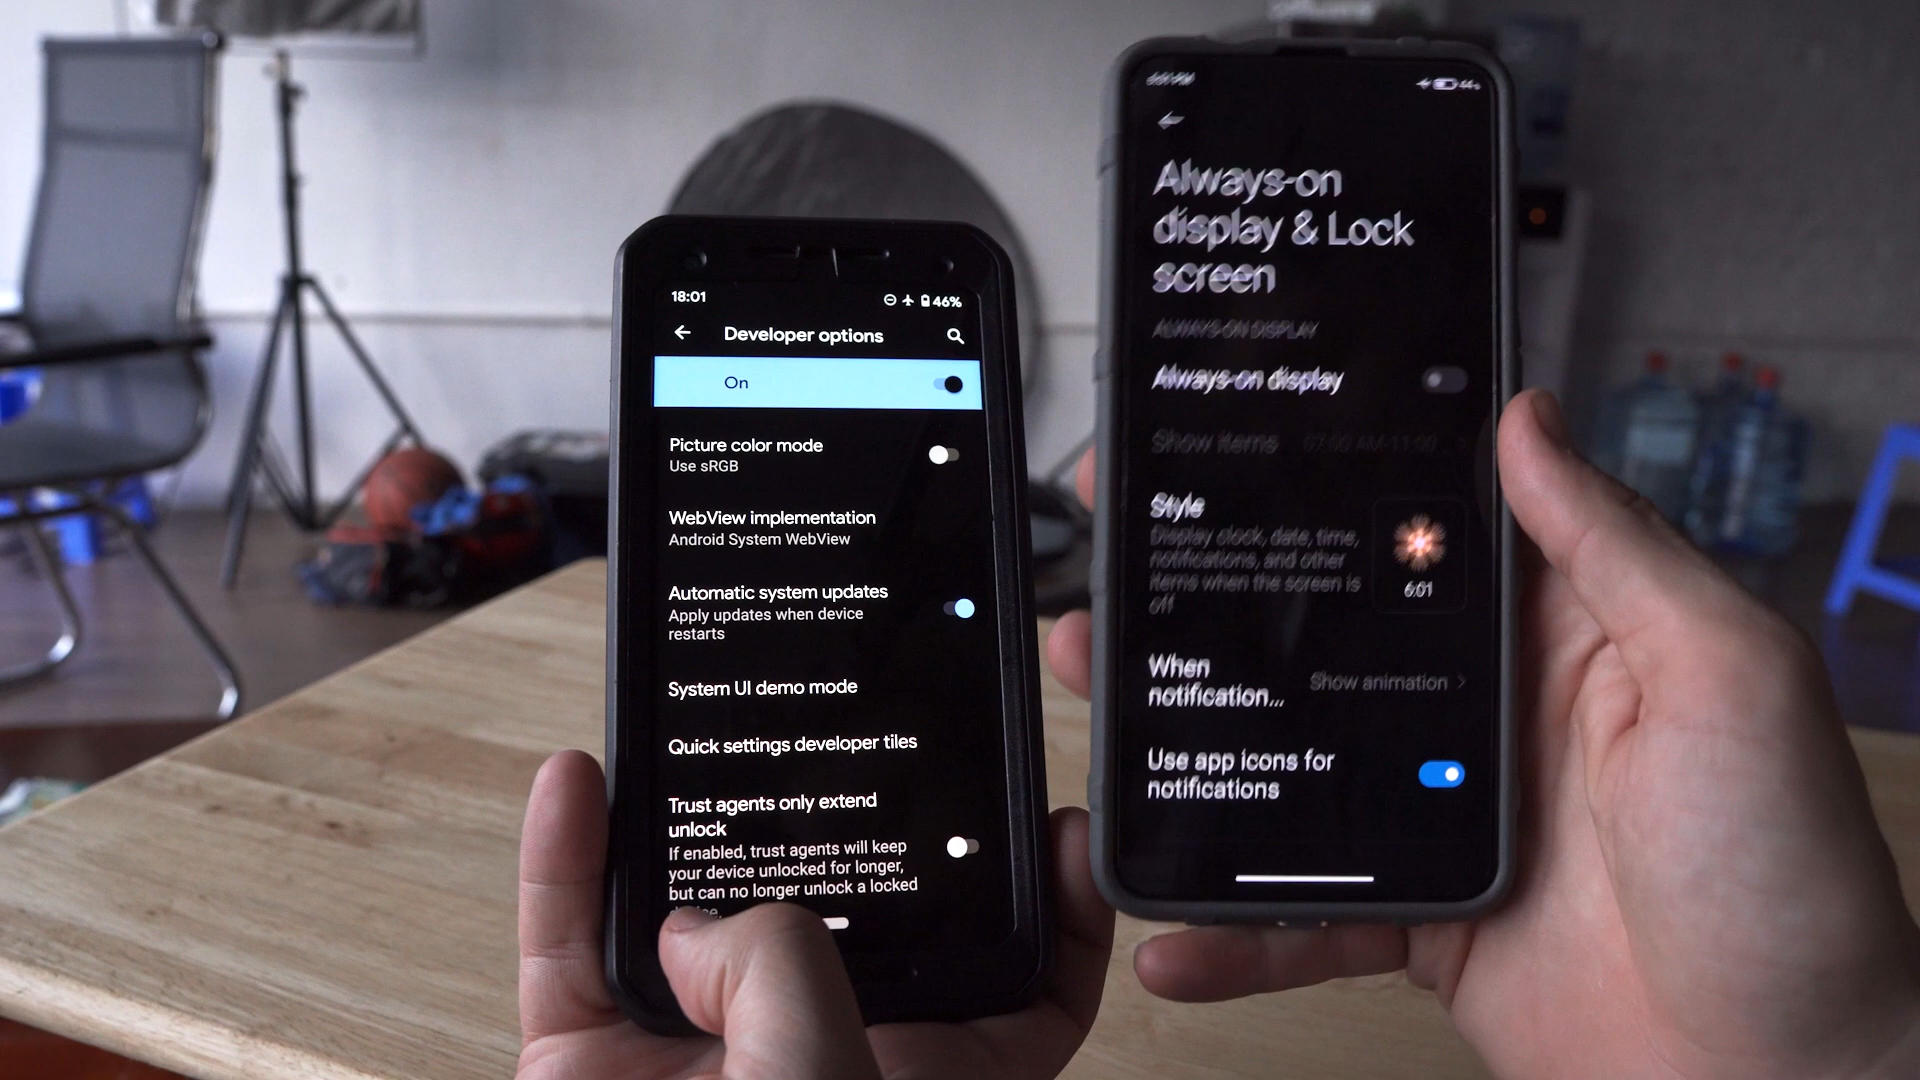 18:01
46%
Developer options
On
Picture color mode
Use sRGB
WebView implementation
Android System WebView
Automatic system updates
Apply updates when device
restarts
System UI demo mode
Quick settings developer tiles
Trust agents only extend
unlock
If enabled, trust agents will keep
your device unlocked for longer,
but can no longer unlock a locked
Always-on
display & Lock
screen
ALWAYS-ON DISPLAY
Always-on display
Show items
Style
Display clock, date, time,
notifications, and other
items when the screen is
off
6:01
When
notification...
Show animation
Use app icons for
notifications